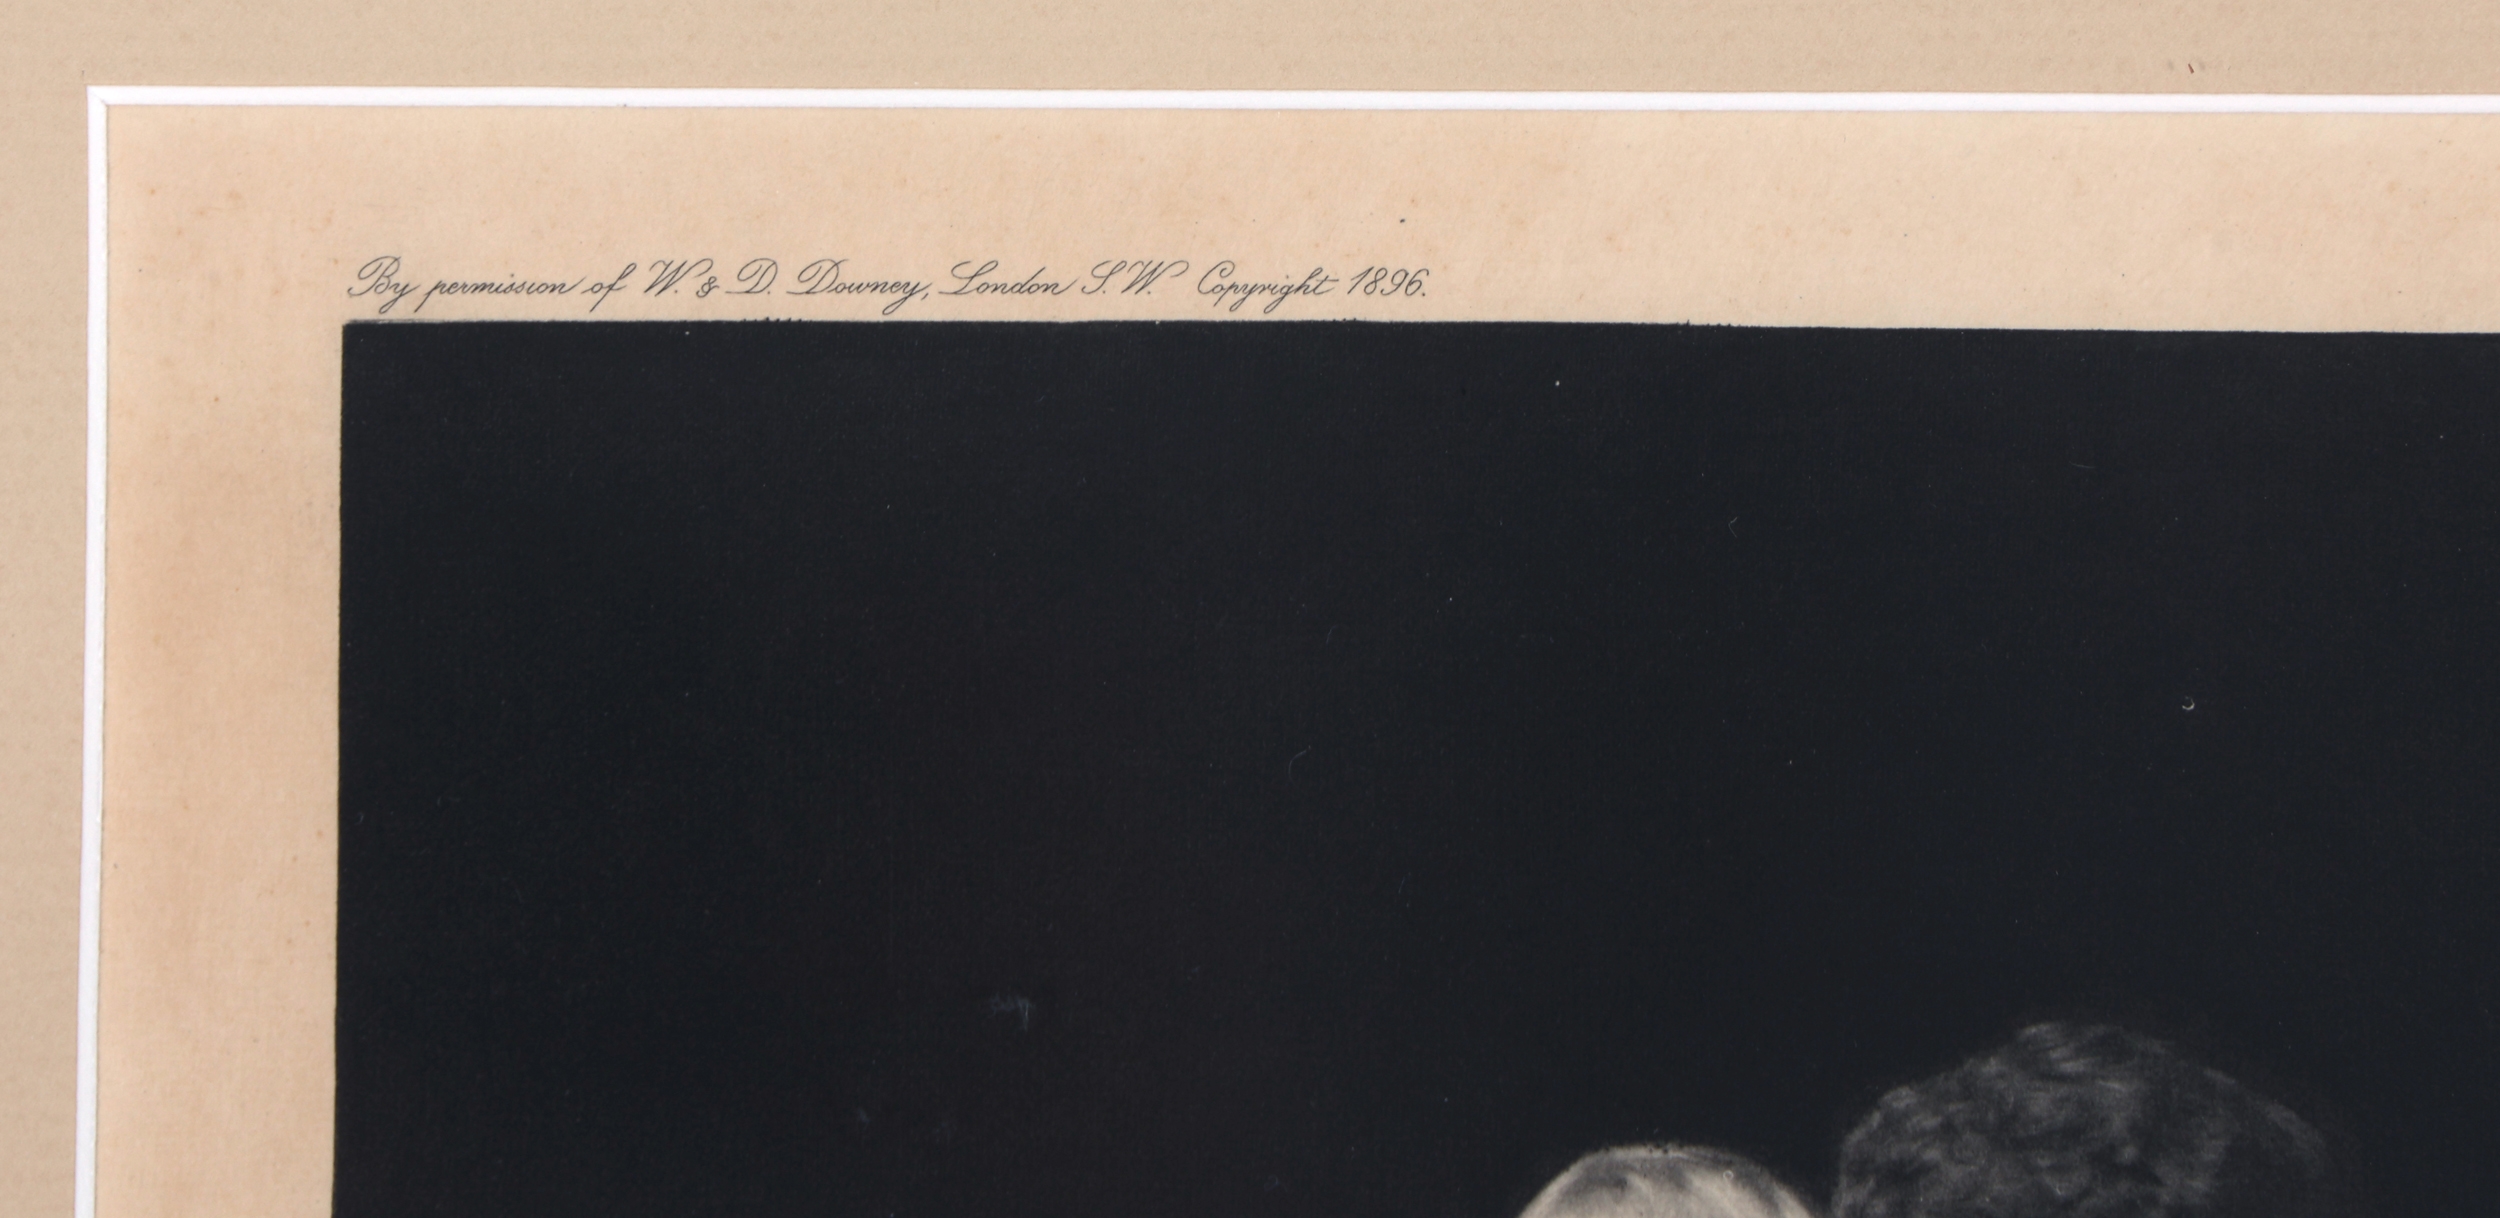 By permission of W. & D. Downey, London S.W. Copyright 1896.